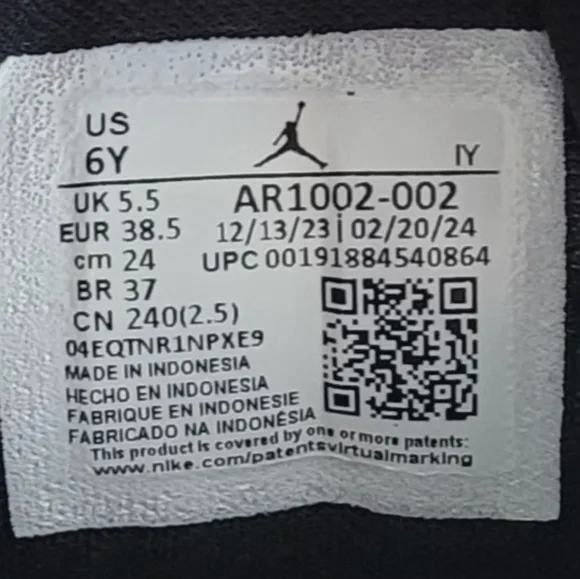 US
6Y
IY
UK 5.5
AR1002-002
EUR 38.5
12/13/23 | 02/20/24
cm 24
UPC 00191884540864
BR 37
CN 240(2.5)
04EQTNR1NPXE9
MADE IN INDONESIA
HECHO EN INDONESIA
FABRIQUE EN INDONESIE
FABRICADO NA INDONÉSIA
This product is covered by one or more patents:
www.nike.com/patentsvirtualmarking